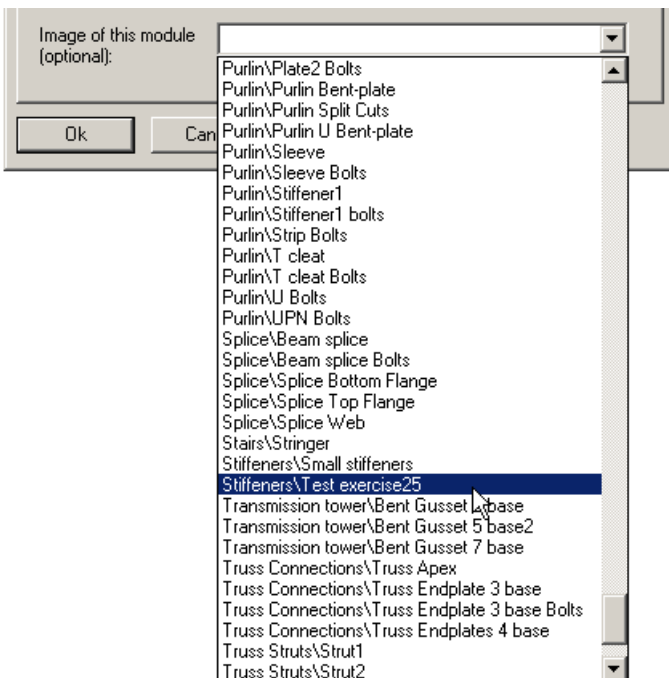 Image of this module
(optional):
Ok
Can
Purlin\Plate2 Bolts
Purlin\Purlin Bent-plate
Purlin\Purlin Split Cuts
Purlin\Purlin U Bent-plate
Purlin\Sleeve
Purlin\Sleeve Bolts
Purlin\Stiffener1
Purlin\Stiffener1 bolts
Purlin\Strip Bolts
Purlin\T cleat
Purlin\T cleat Bolts
Purlin\U Bolts
Purlin\UPN Bolts
Splice\Beam splice
Splice\Beam splice Bolts
Splice\Splice Bottom Flange
Splice\Splice Top Flange
Splice\Splice Web
Stairs\Stringer
Stiffeners\Small stiffeners
Stiffeners\Test exercise25
Transmission tower\Bent Gusset base
Transmission tower\Bent Gusset 5 base2
Transmission tower\Bent Gusset 7 base
Truss Connections\Truss Apex
Truss Connections\Truss Endplate 3 base
Truss Connections\Truss Endplate 3 base Bolts
Truss Connections\Truss Endplates 4 base
Truss Struts\Strut1
Truss Struts\Strut2